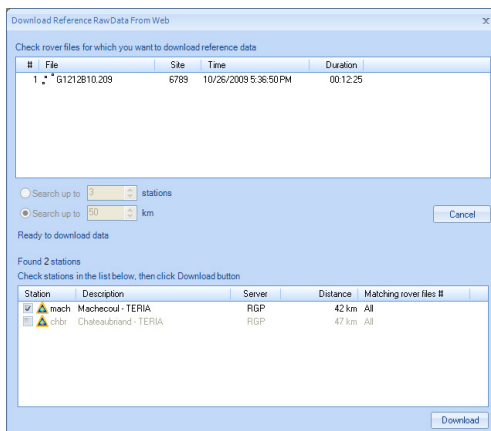 Download Reference Raw Data From Web x
Check rover files for which you want to download reference data
# File Site Time Duration
1 G1212B10.209 6789 10/26/2009 5:36:50 PM 00:12:25
Search up to 3 stations
Search up to 50 km
Cancel
Ready to download data
Found 2 stations
Check stations in the list below, then click Download button
Station Description Server Distance Matching rover files #
mach Machecoul - TERIA RGP 42 km All
chbr Chateaubriand - TERIA RGP 47 km All
Download